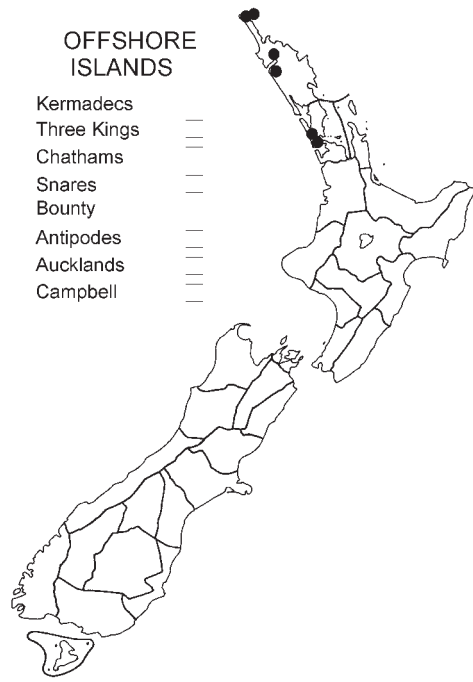 OFFSHORE
ISLANDS
Kermadecs
Three Kings
Chathams
Snares
Bounty
Antipodes
Aucklands
Campbell